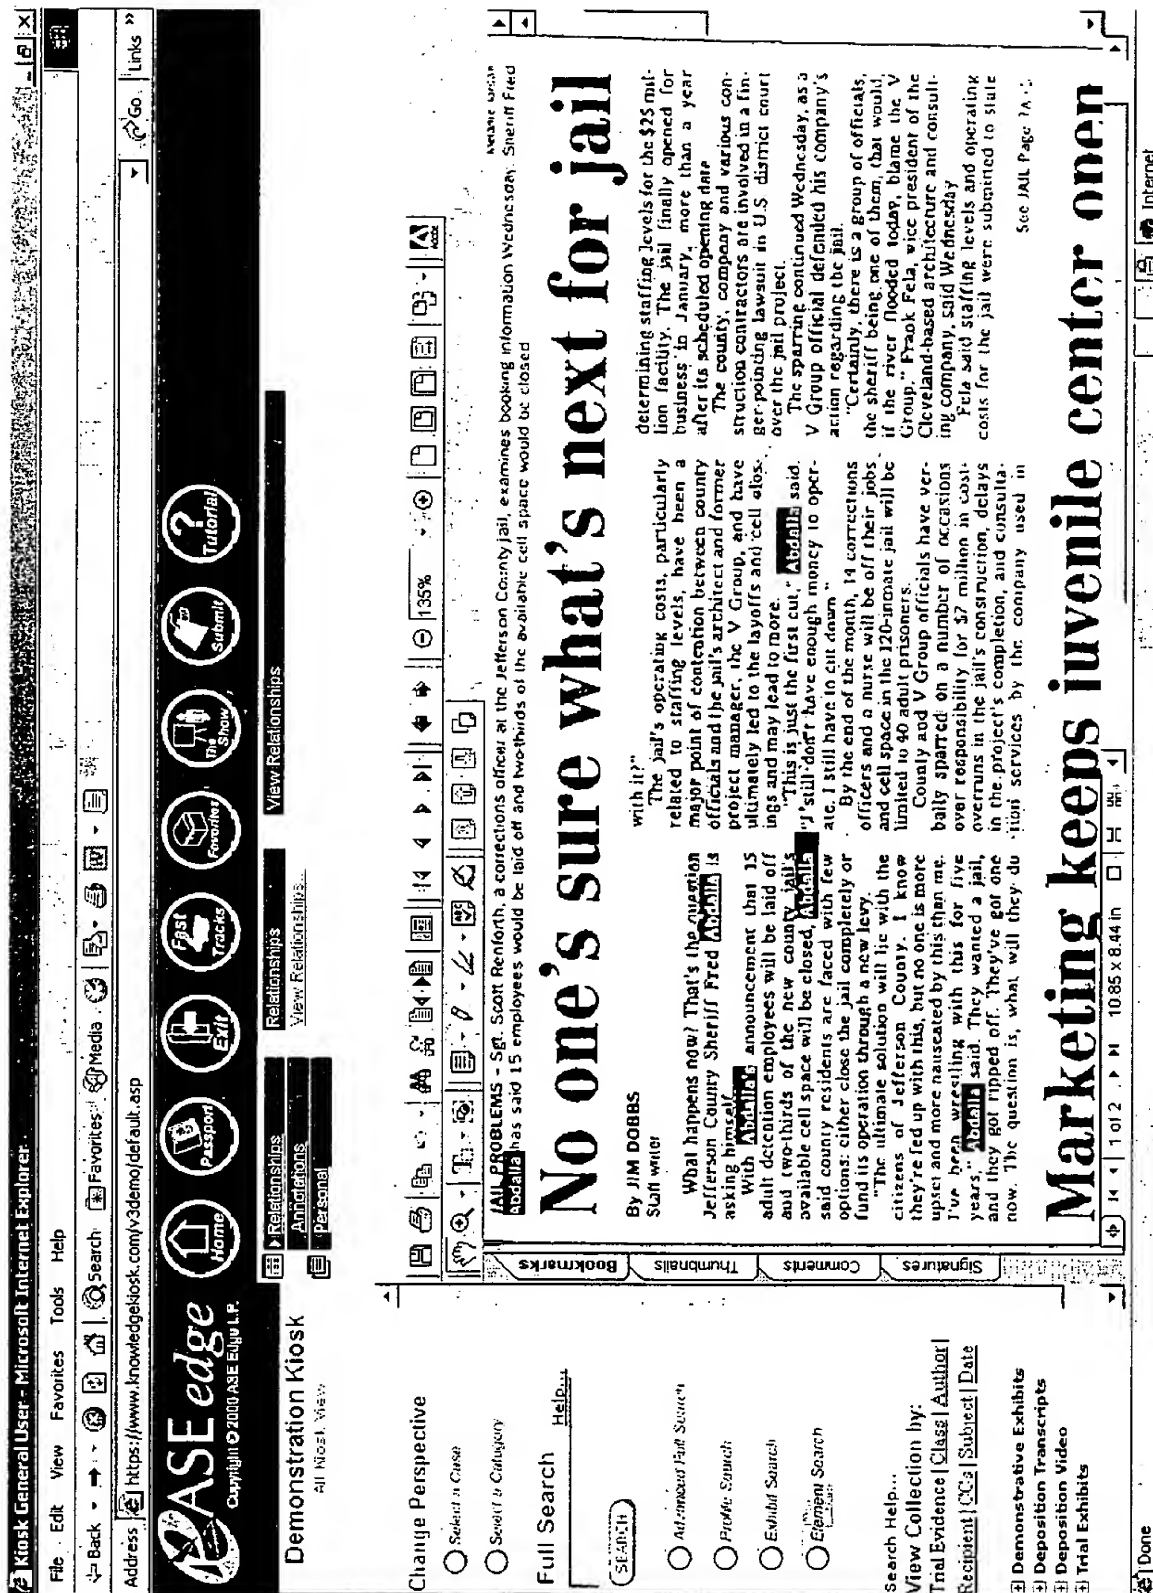 Kiosk General User - Microsoft Internet Explorer
File Edit View Favorites Tools Help
Back Search Favorites Media
Address https://www.knowledgekiosk.com/v3demo/default.asp Go Links »
ASE edge
Copyright ©2000 ASE Edge L.P.
Home
Passport
Exit
Fast Tracks
Favorites
The Show
Submit
? Tutorial
Demonstration Kiosk
All Kiosk View
Relationships
Annotations
Personal
Relationships
View Relationships...
View Relationships
Change Perspective
Select a Case
Select a Category
Full Search Help...
SEARCH
Advanced Full Search
Profile Search
Exhibit Search
Element Search
Search Help...
View Collection by:
Trial Evidence | Class | Author |
Recipient | CC:s | Subject | Date
Demonstrative Exhibits
Deposition Transcripts
Deposition Video
Trial Exhibits
135%
Bookmarks
Thumbnails
Comments
Signatures
JAIL PROBLEMS - Sgt. Scott Renforth, a corrections officer at the Jefferson County jail, examines booking information Wednesday. Sheriff Fred
Abdalla has said 15 employees would be laid off and two-thirds of the available cell space would be closed
No one's sure what's next for jail
By JIM DOBBS
Staff writer
What happens now? That's the question
Jefferson County Sheriff Fred Abdalla is
asking himself.
With Abdalla's announcement that 15
adult detention employees will be laid off
and two-thirds of the new county jail's
available cell space will be closed, Abdalla
said county residents are faced with few
options: either close the jail completely or
fund its operation through a new levy.
"The ultimate solution will lie with the
citizens of Jefferson County. I know
they're fed up with this, but no one is more
upset and more nauseated by this than me.
I've been wrestling with this for five
years," Abdalla said. They wanted a jail,
and they got ripped off. They've got one
now. The question is, what will they do
with it?"
The jail's operating costs, particularly
related to staffing levels, have been a
major point of contention between county
officials and the jail's architect and former
project manager, the V Group, and have
ultimately led to the layoffs and cell clos-
ings and may lead to more.
"This is just the first cut," Abdalla said.
"I still don't have enough money to oper-
ate. I still have to cut down"
By the end of the month, 14 corrections
officers and a nurse will be off their jobs
and cell space in the 120-inmate jail will be
limited to 40 adult prisoners.
County and V Group officials have ver-
bally sparred on a number of occasions
over responsibility for $7 million in cost
overruns in the jail's construction, delays
in the project's completion, and consulta-
tion services by the company used in
determining staffing levels for the $25 mil-
lion facility. The jail finally opened for
business in January, more than a year
after its scheduled opening date
The county, company and various con-
struction contractors are involved in a fin-
ger-pointing lawsuit in U.S. district court
over the jail project.
The sparring continued Wednesday, as a
V Group official defended his company's
action regarding the jail.
"Certainly, there is a group of officials,
the sheriff being one of them, that would,
if the river flooded today, blame the V
Group," Frank Fela, vice president of the
Cleveland-based architecture and consult-
ing company, said Wednesday
Fela said staffing levels and operating
costs for the jail were submitted to state
See JAIL Page
Marketing keeps juvenile center open
1 of 2 10.85 x 8.44 in
Done Internet